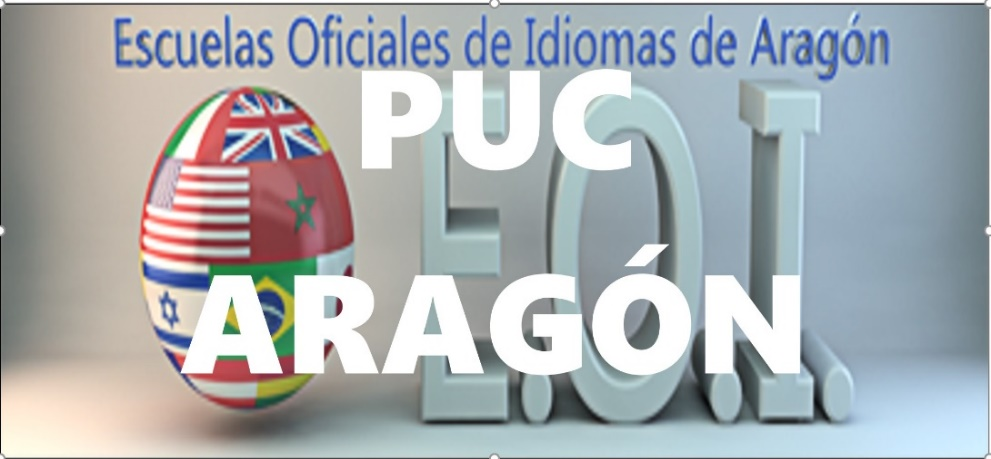 Escuelas Oficiales de Idiomas de Aragón
PUC
E.O.I.
ARAGÓN